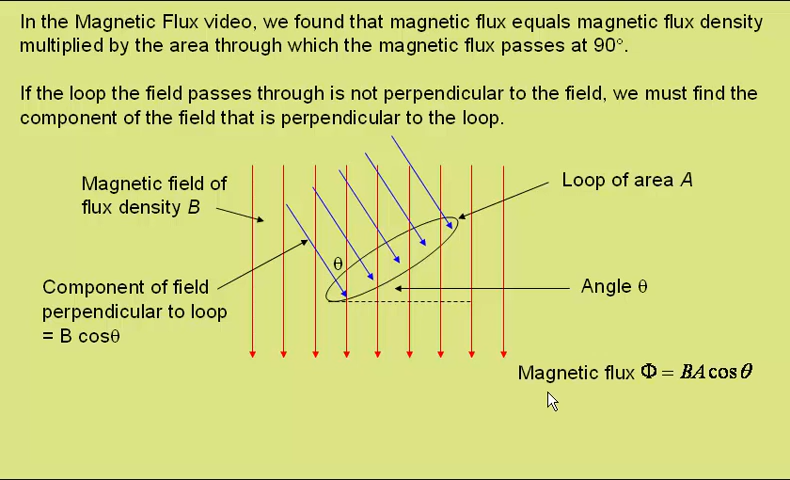 In the Magnetic Flux video, we found that magnetic flux equals magnetic flux density
multiplied by the area through which the magnetic flux passes at 90°.
If the loop the field passes through is not perpendicular to the field, we must find the
component of the field that is perpendicular to the loop.
Magnetic field of
flux density B
Loop of area A
θ
Component of field
perpendicular to loop
= B cosθ
Angle θ
Magnetic flux Φ = BA cos θ